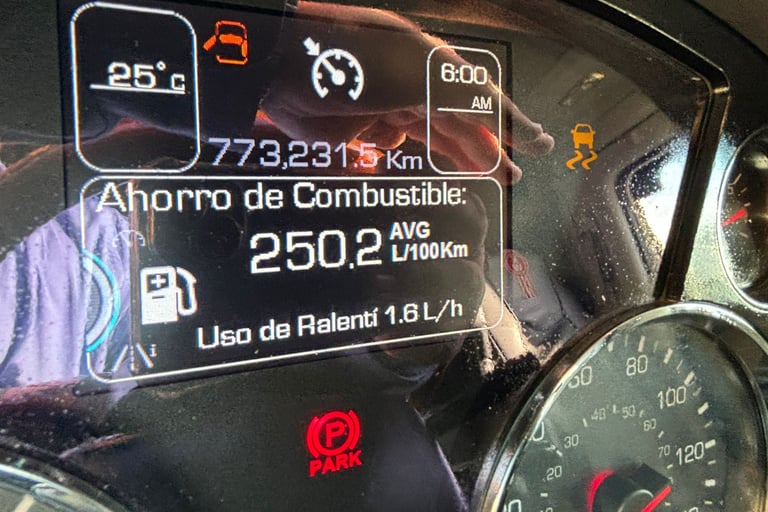 25°C
6:00
AM
773,231.5 Km
Ahorro de Combustible:
250.2 AVG
L/100Km
Uso de Ralentí 1.6 L/h
P
PARK
80
100
120
20
30
40
50
60
70